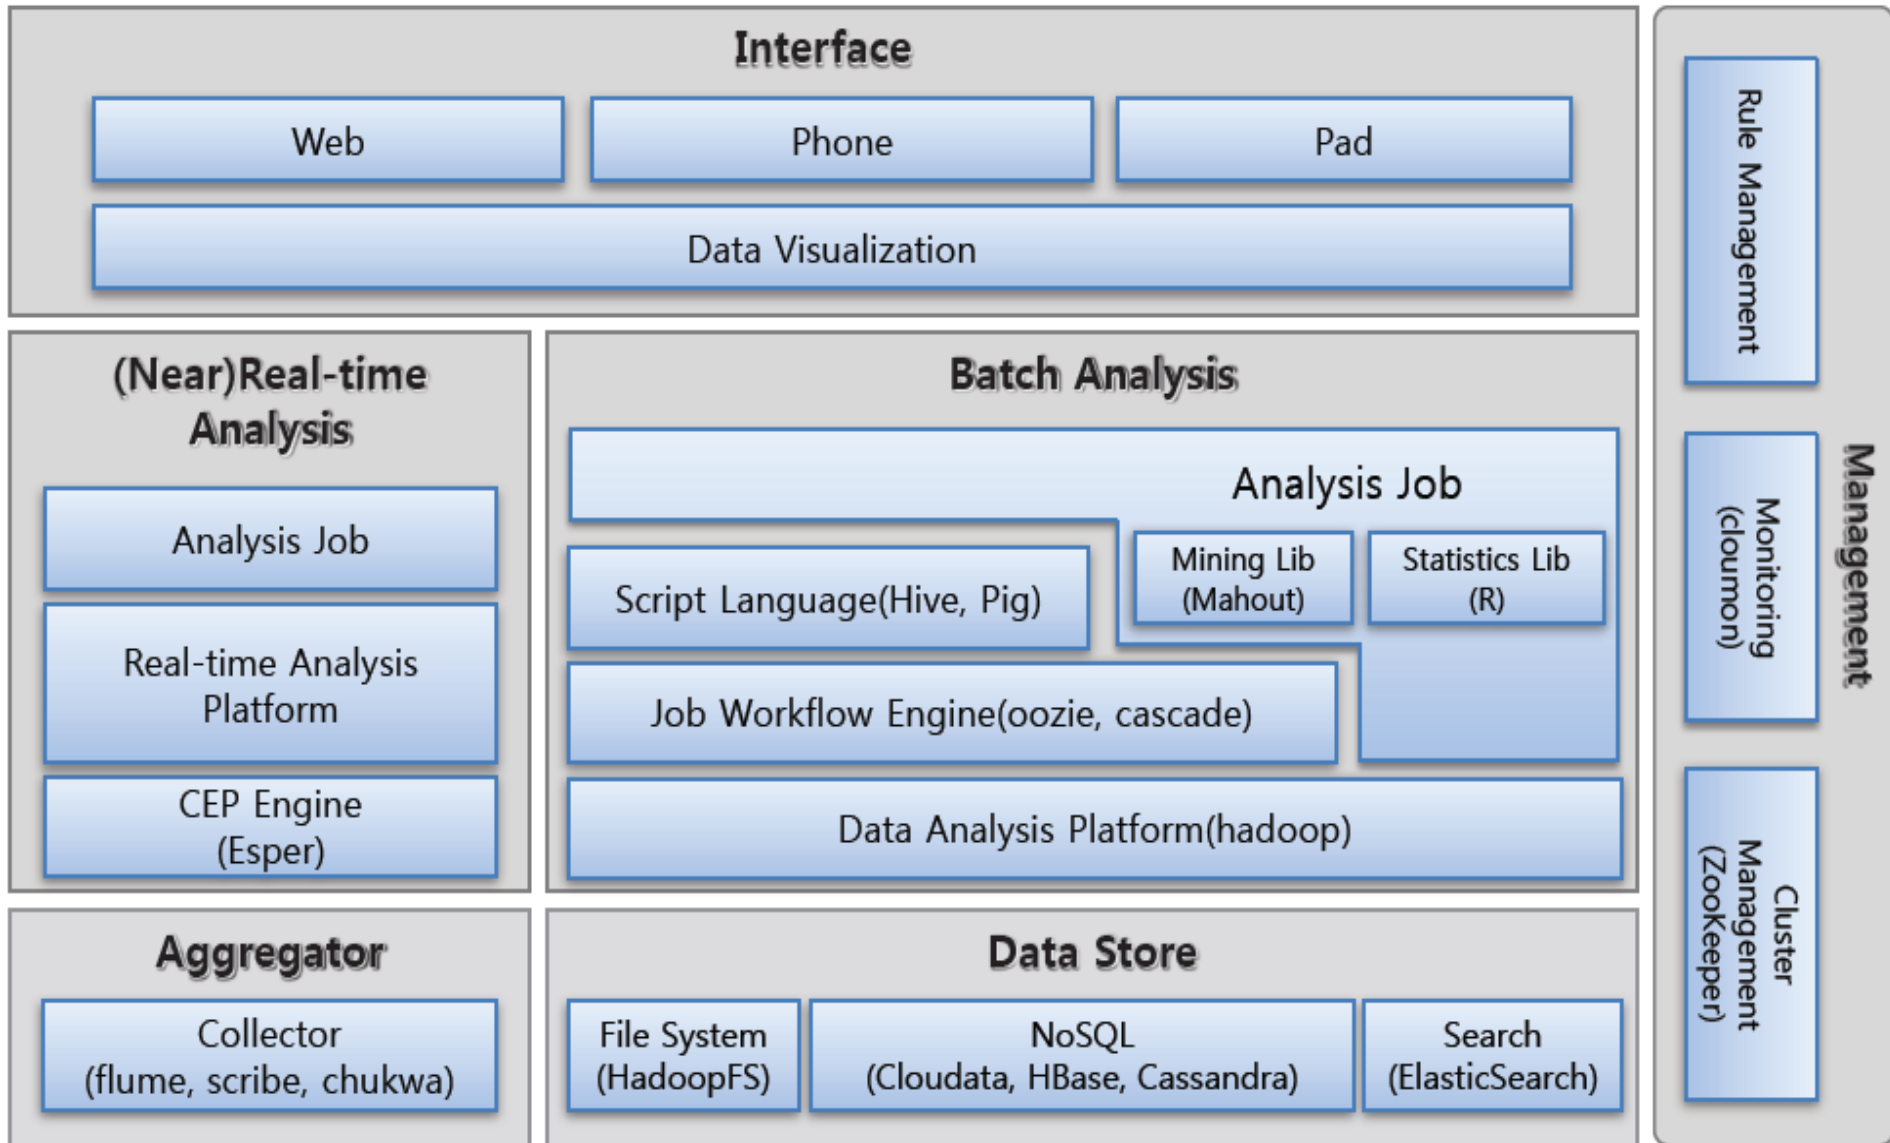 Interface
Web
Phone
Pad
Data Visualization
(Near)Real-time
Analysis
Analysis Job
Real-time Analysis
Platform
CEP Engine
(Esper)
Batch Analysis
Analysis Job
Mining Lib
(Mahout)
Statistics Lib
(R)
Script Language(Hive, Pig)
Job Workflow Engine(oozie, cascade)
Data Analysis Platform(hadoop)
Aggregator
Collector
(flume, scribe, chukwa)
Data Store
File System
(HadoopFS)
NoSQL
(Cloudata, HBase, Cassandra)
Search
(ElasticSearch)
Management
Rule Management
Monitoring
(cloumon)
Cluster
Management
(ZooKeeper)